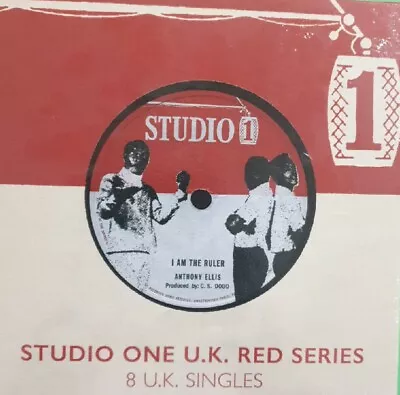 1
STUDIO 1
I AM THE RULER
ANTHONY ELLIS
Produced by: C. S. DODD
STUDIO ONE U.K. RED SERIES
8 U.K. SINGLES